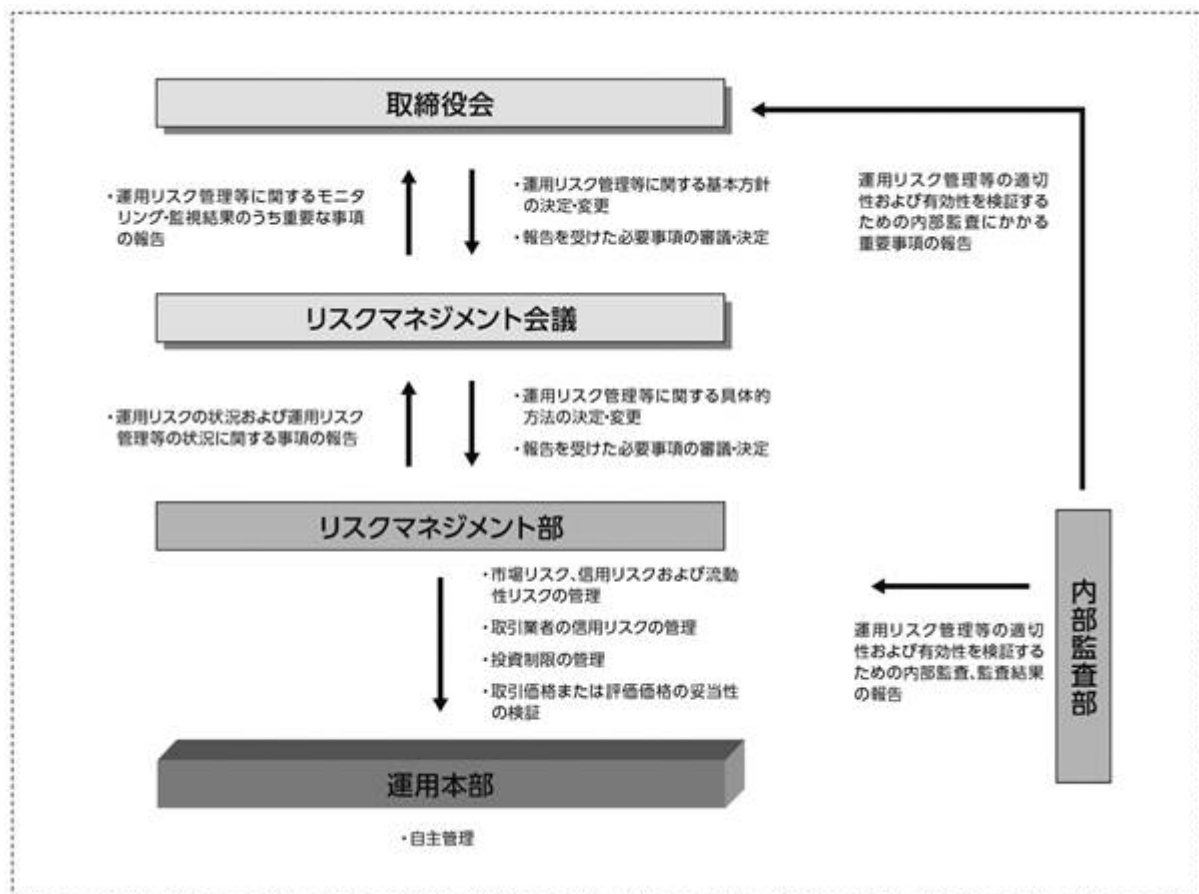 取締役会
・運用リスク管理等に関するモニタ
リング・監視結果のうち重要な事項
の報告
・運用リスク管理等に関する基本方針
の決定・変更
・報告を受けた必要事項の審議・決定
運用リスク管理等の適切
性および有効性を検証する
ための内部監査にかかる
重要事項の報告
リスクマネジメント会議
・運用リスクの状況および運用リスク
管理等の状況に関する事項の報告
・運用リスク管理等に関する具体的
方法の決定・変更
・報告を受けた必要事項の審議・決定
リスクマネジメント部
・市場リスク、信用リスクおよび流動
性リスクの管理
・取引業者の信用リスクの管理
・投資制限の管理
・取引価格または評価価格の妥当性
の検証
運用リスク管理等の適切
性および有効性を検証する
ための内部監査、監査結果
の報告
内部監査部
運用本部
・自主管理